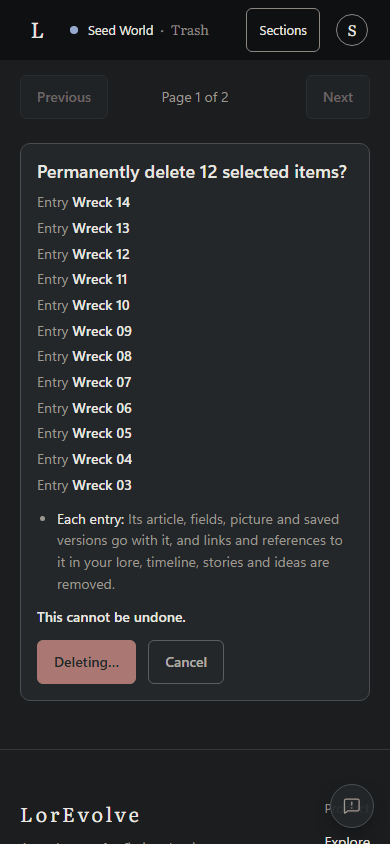 L Seed World · Trash Sections S
Previous Page 1 of 2 Next
Permanently delete 12 selected items?
Entry Wreck 14
Entry Wreck 13
Entry Wreck 12
Entry Wreck 11
Entry Wreck 10
Entry Wreck 09
Entry Wreck 08
Entry Wreck 07
Entry Wreck 06
Entry Wreck 05
Entry Wreck 04
Entry Wreck 03
• Each entry: Its article, fields, picture and saved
versions go with it, and links and references to
it in your lore, timeline, stories and ideas are
removed.
This cannot be undone.
Deleting... Cancel
LorEvolve
Explore